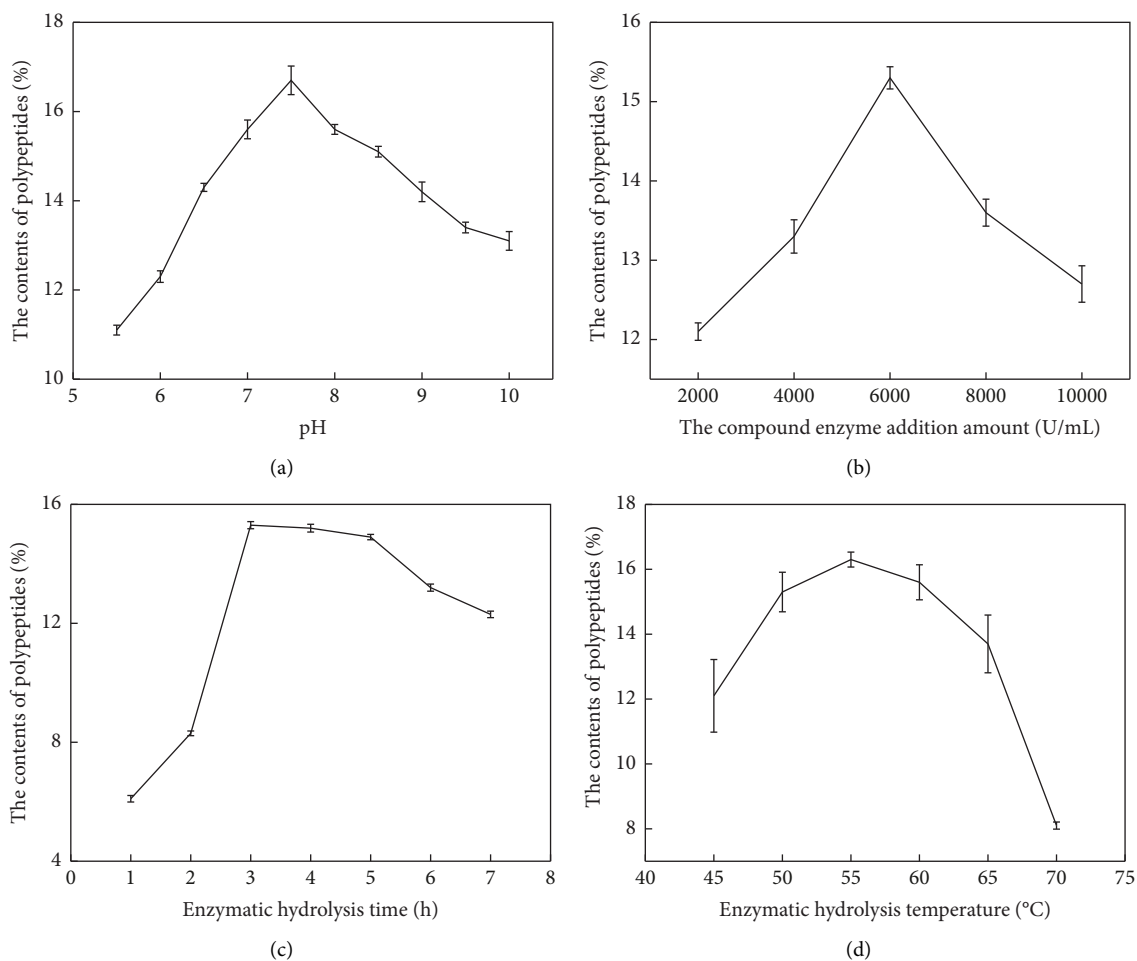 The contents of polypeptides (%)
18
16
14
12
10
5 6 7 8 9 10
pH
(a)
The contents of polypeptides (%)
16
15
14
13
12
2000 4000 6000 8000 10000
The compound enzyme addition amount (U/mL)
(b)
The contents of polypeptides (%)
16
12
8
4
0 1 2 3 4 5 6 7 8
Enzymatic hydrolysis time (h)
(c)
The contents of polypeptides (%)
18
16
14
12
10
8
40 45 50 55 60 65 70 75
Enzymatic hydrolysis temperature (°C)
(d)